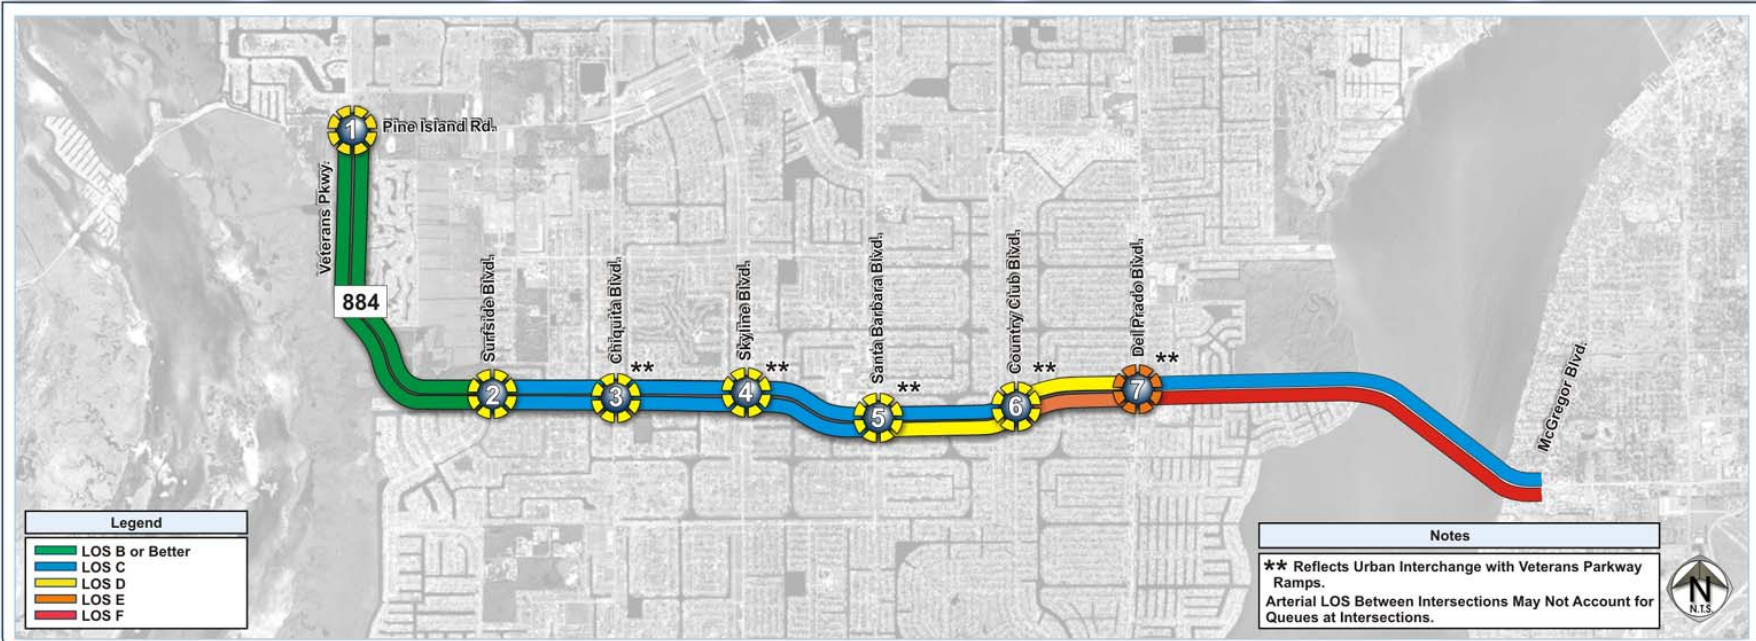 1
Pine Island Rd.
Veterans Pkwy.
884
Surfside Blvd.
Chiquita Blvd.
Skyline Blvd.
Santa Barbara Blvd.
Country Club Blvd.
Del Prado Blvd.
McGregor Blvd.
**
**
**
**
**
2
3
4
5
6
7
Legend
LOS B or Better
LOS C
LOS D
LOS E
LOS F
Notes
** Reflects Urban Interchange with Veterans Parkway
Ramps.
Arterial LOS Between Intersections May Not Account for
Queues at Intersections.
N
N.T.S.